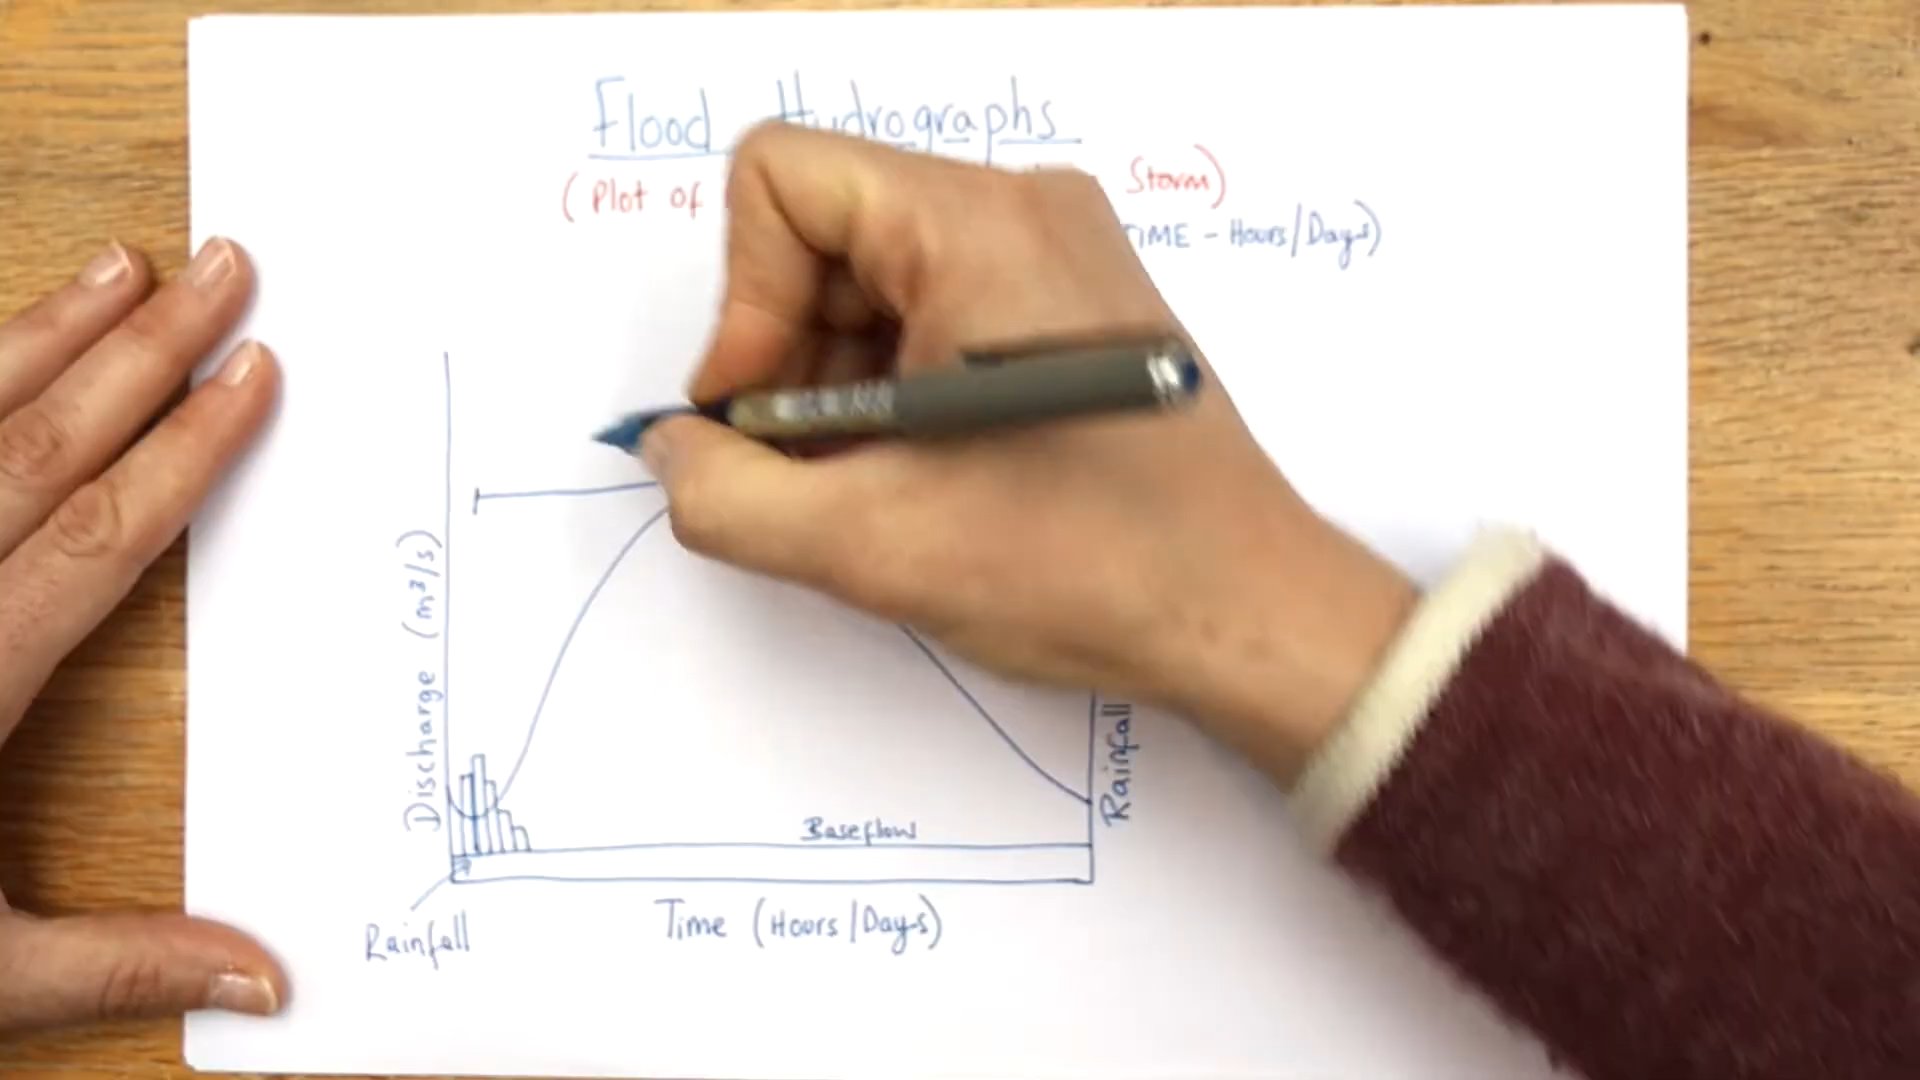 Flood Hydrographs
(Plot of Storm)
TIME - Hours/Days)
Discharge (m³/s)
Rainfall
Baseflow
Time (Hours/Days)
Rainfall